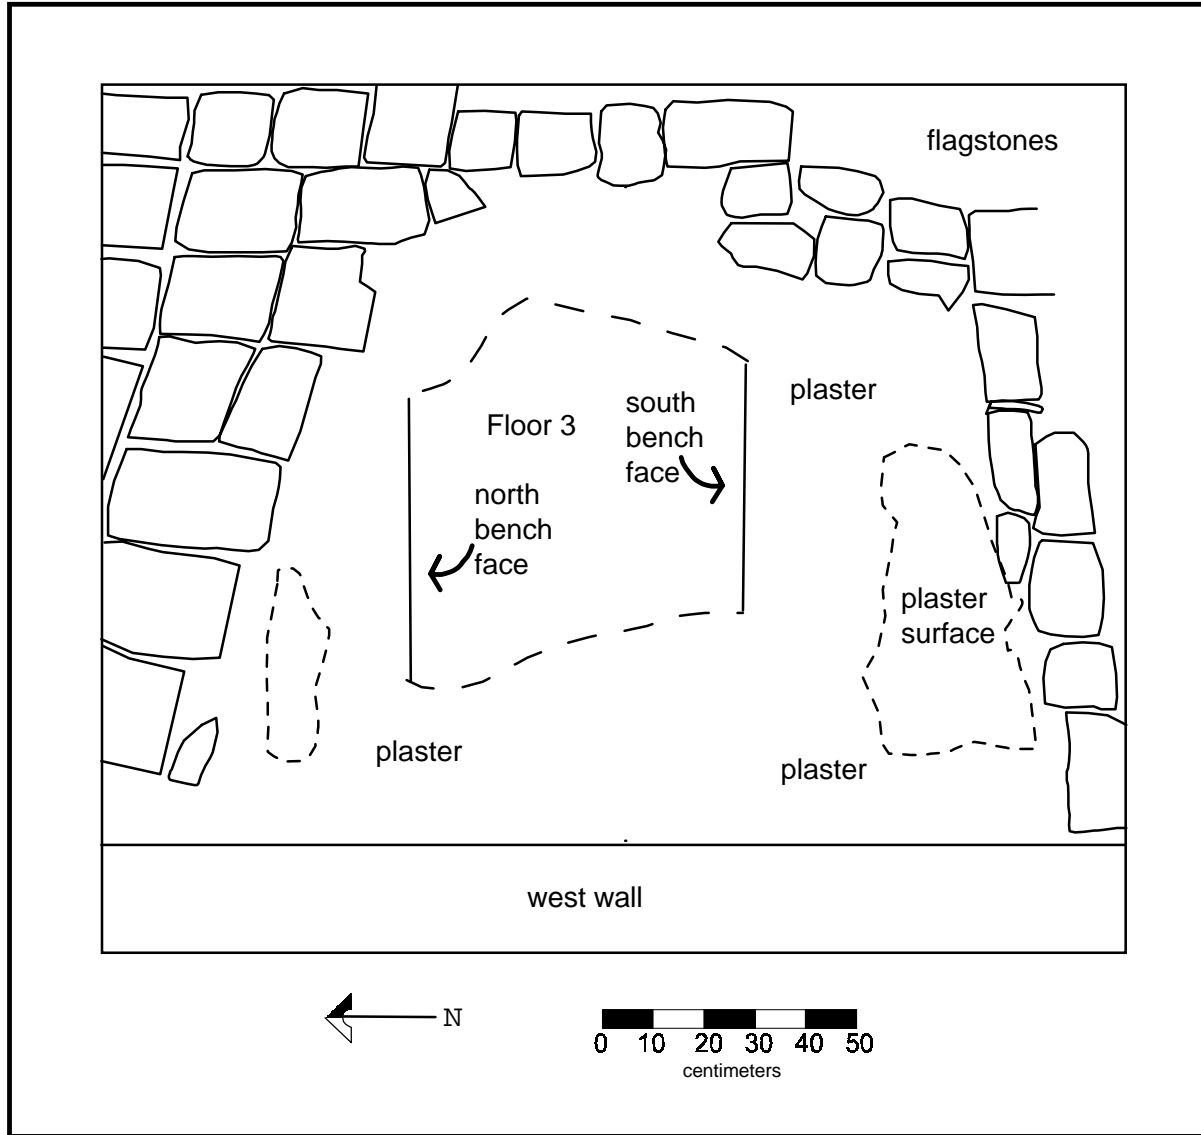 flagstones
plaster
south
bench
face
Floor 3
north
bench
face
plaster
surface
plaster
plaster
west wall
N
0 10 20 30 40 50
centimeters